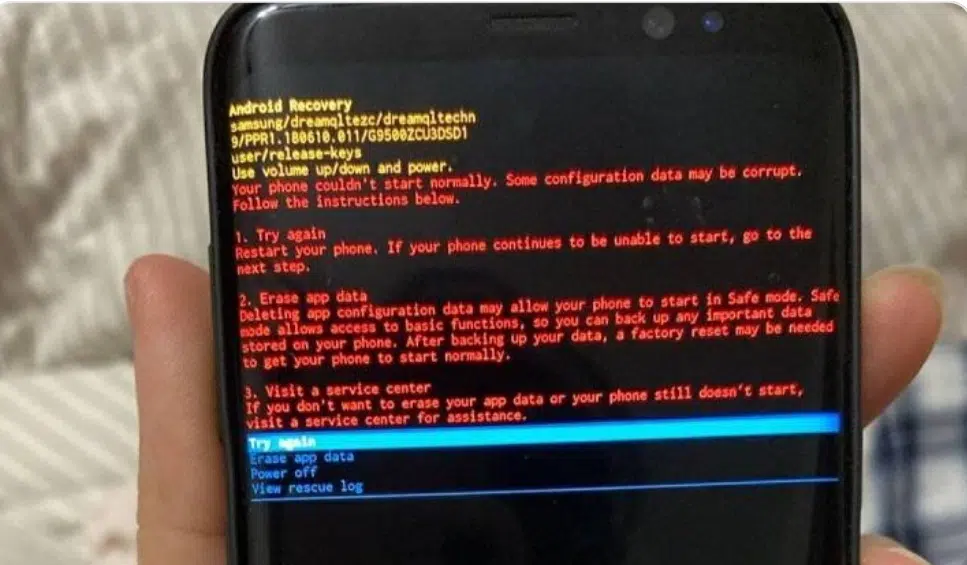 Android Recovery
samsung/dreamqltezc/dreamqltechn
9/PPR1.180610.011/G9500ZCU3DSD1
user/release-keys
Use volume up/down and power.
Your phone couldn't start normally. Some configuration data may be corrupt.
Follow the instructions below.
1. Try again
Restart your phone. If your phone continues to be unable to start, go to the
next step.
2. Erase app data
Deleting app configuration data may allow your phone to start in Safe mode. Safe
mode allows access to basic functions, so you can back up any important data
stored on your phone. After backing up your data, a factory reset may be needed
to get your phone to start normally.
3. Visit a service center
If you don't want to erase your app data or your phone still doesn't start,
visit a service center for assistance.
Try again
Erase app data
Power off
View rescue log